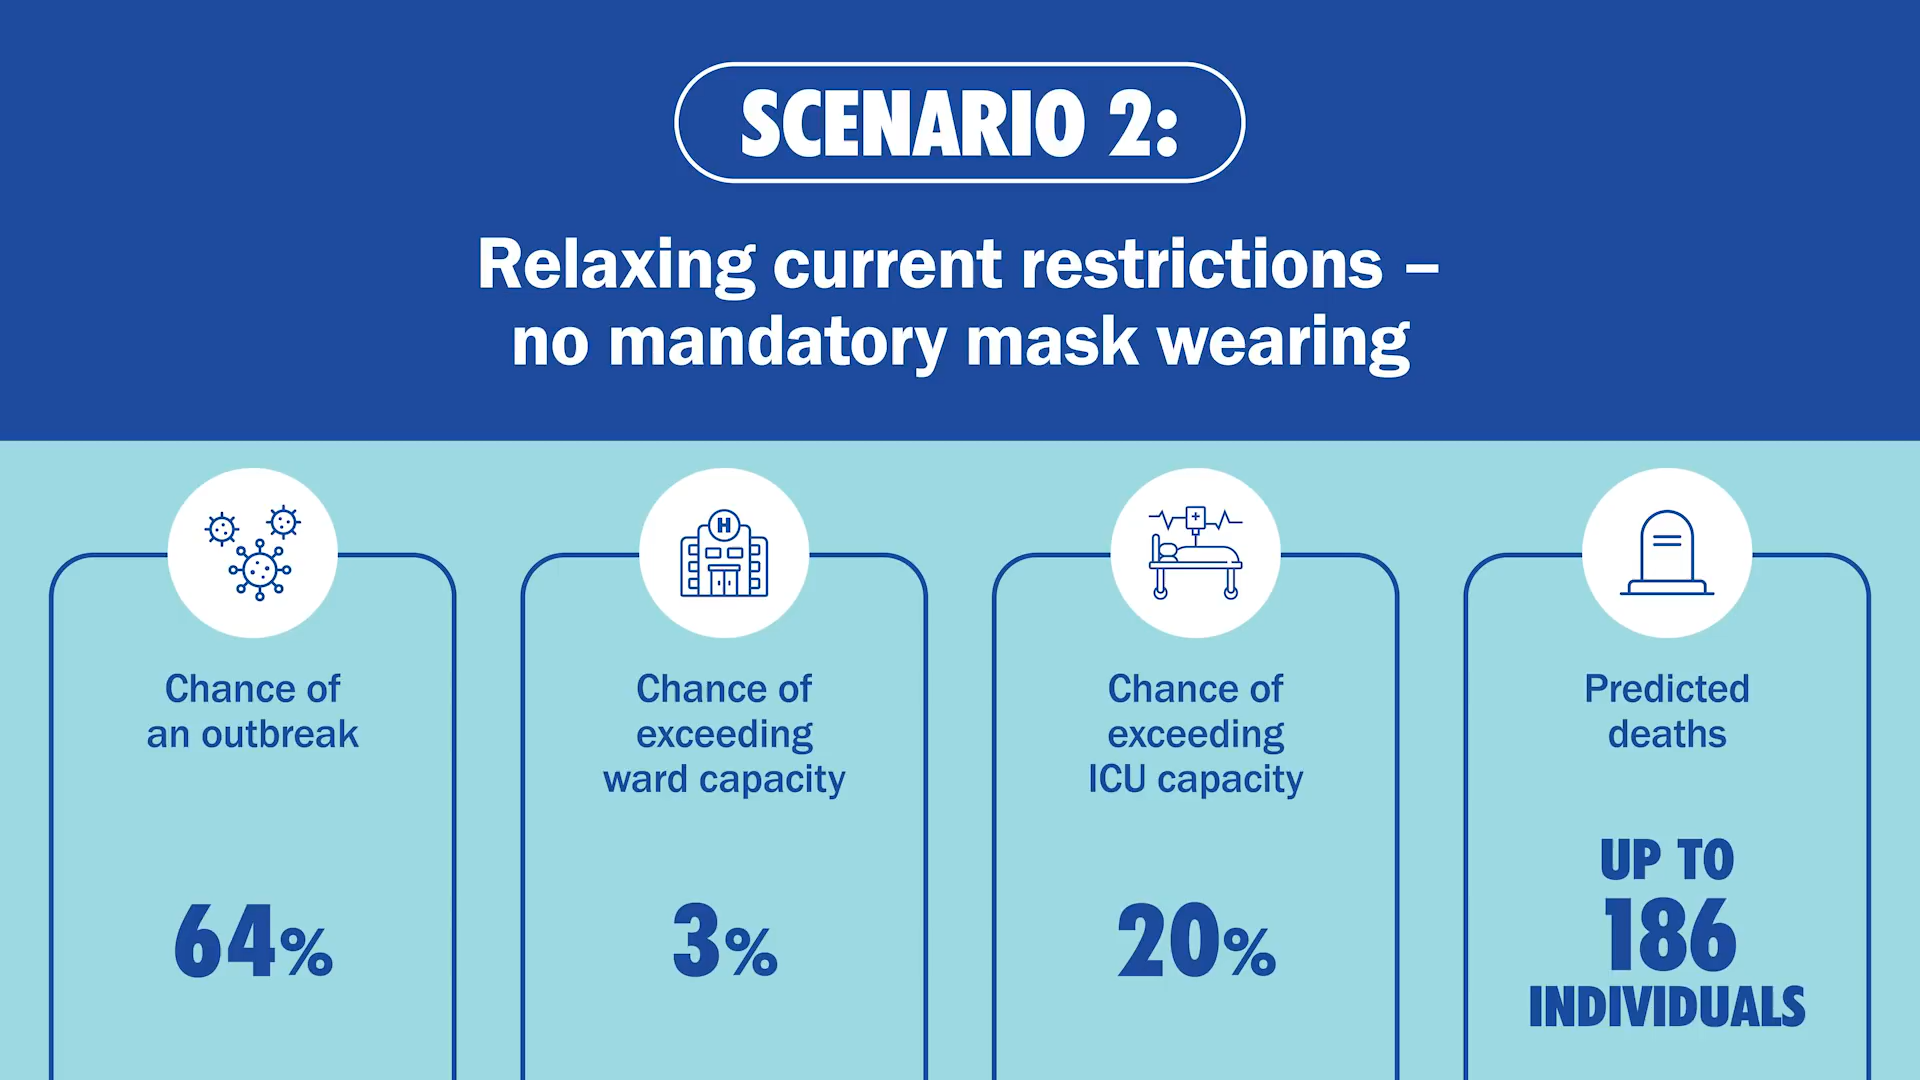 SCENARIO 2:
Relaxing current restrictions –
no mandatory mask wearing
H
Chance of
an outbreak
64%
Chance of
exceeding
ward capacity
3%
Chance of
exceeding
ICU capacity
20%
Predicted
deaths
UP TO
186
INDIVIDUALS